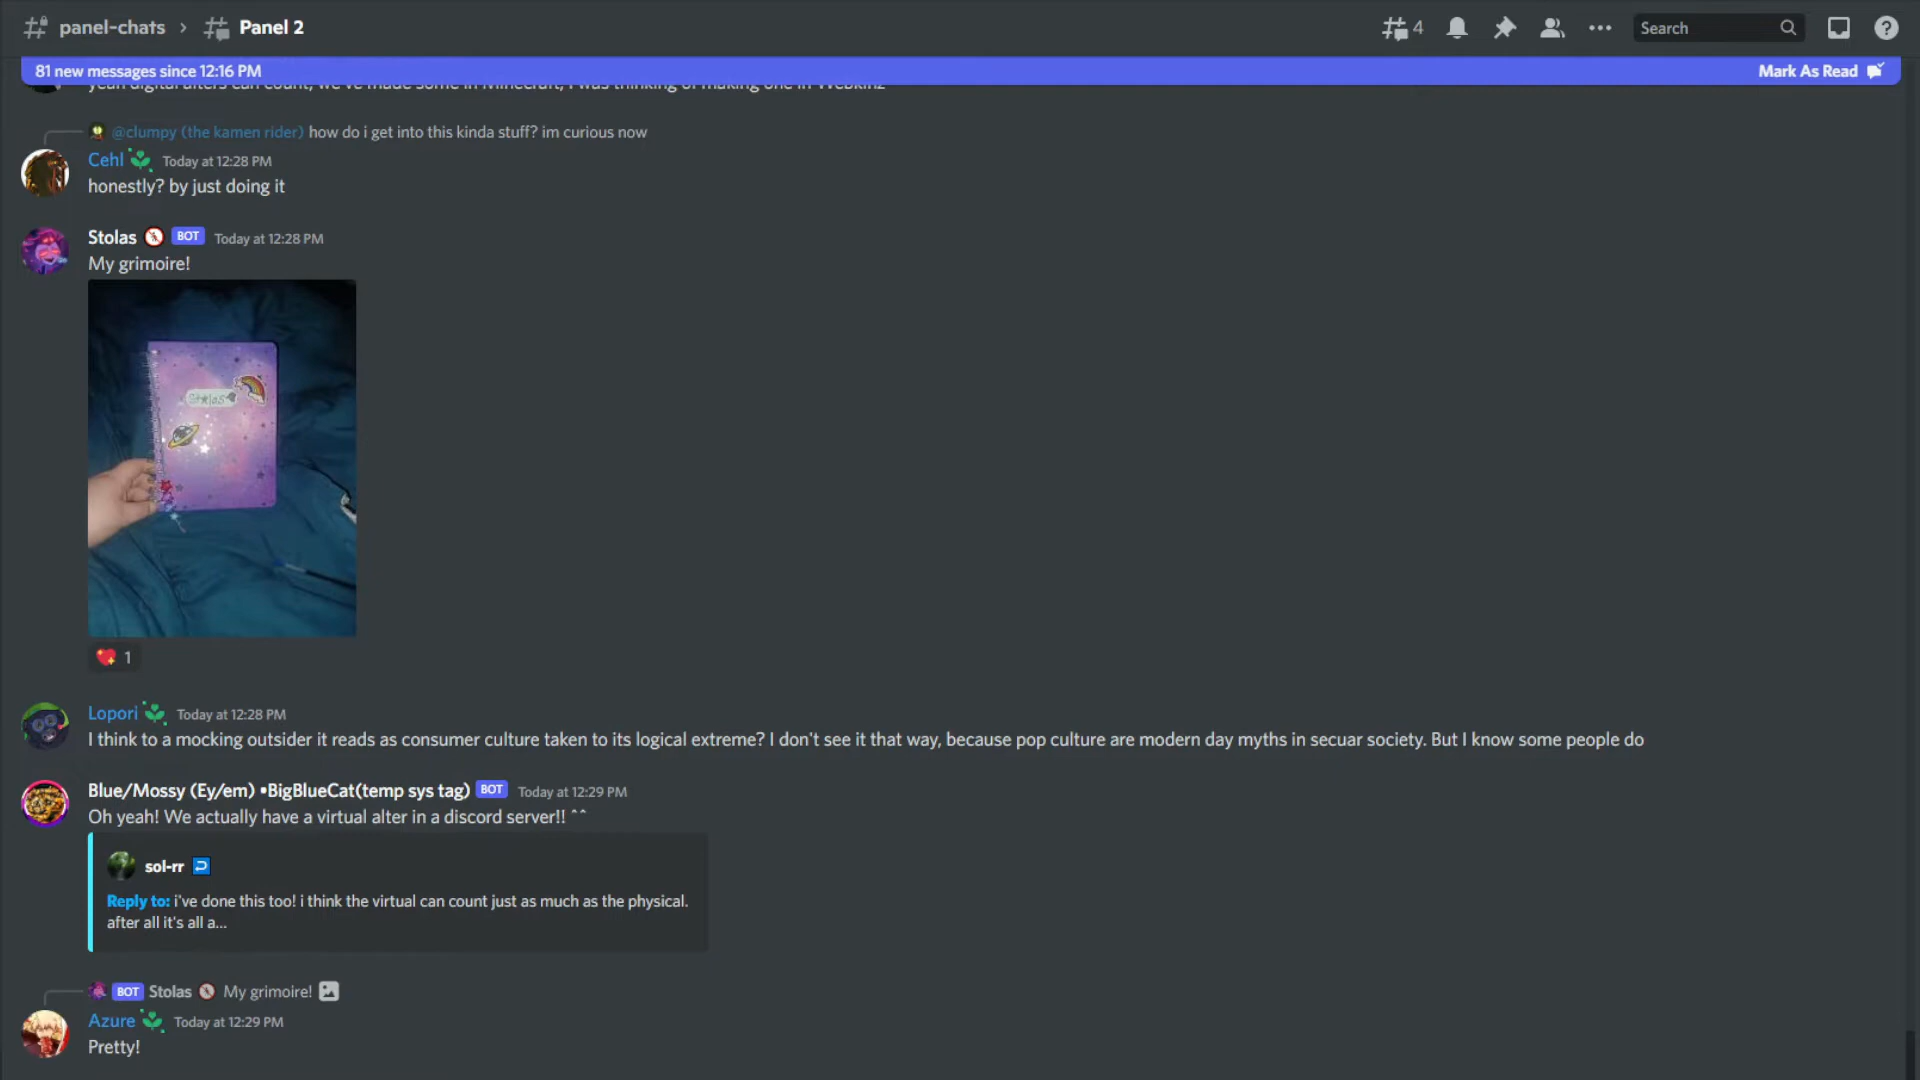 panel-chats › Panel 2
4
Search
81 new messages since 12:16 PM
Mark As Read
yeah digital alters can count, we've made some in Minecraft, I was thinking of making one in Webkinz
@clumpy (the kamen rider) how do i get into this kinda stuff? im curious now
Cehl Today at 12:28 PM
honestly? by just doing it
Stolas BOT Today at 12:28 PM
My grimoire!
Stolas
1
Lopori Today at 12:28 PM
I think to a mocking outsider it reads as consumer culture taken to its logical extreme? I don't see it that way, because pop culture are modern day myths in secuar society. But I know some people do
Blue/Mossy (Ey/em) •BigBlueCat(temp sys tag) BOT Today at 12:29 PM
Oh yeah! We actually have a virtual alter in a discord server!! ^^
sol-rr
Reply to: i've done this too! i think the virtual can count just as much as the physical.
after all it's all a...
BOT Stolas My grimoire!
Azure Today at 12:29 PM
Pretty!